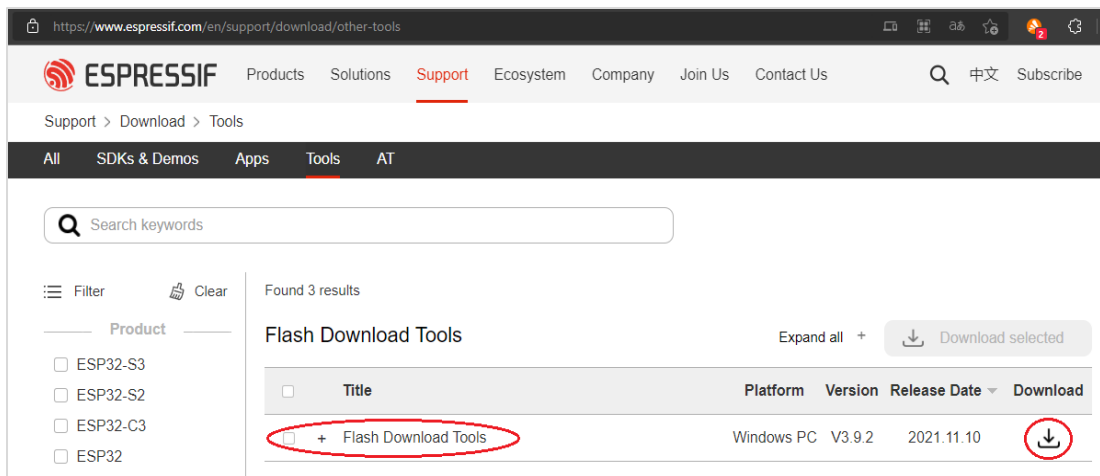 https://www.espressif.com/en/support/download/other-tools
aあ
2
ESPRESSIF Products Solutions Support Ecosystem Company Join Us Contact Us 中文 Subscribe
Support > Download > Tools
All SDKs & Demos Apps Tools AT
Search keywords
Filter Clear Found 3 results
Product
Flash Download Tools Expand all + Download selected
ESP32-S3
Title Platform Version Release Date Download
ESP32-S2
ESP32-C3
+ Flash Download Tools Windows PC V3.9.2 2021.11.10
ESP32